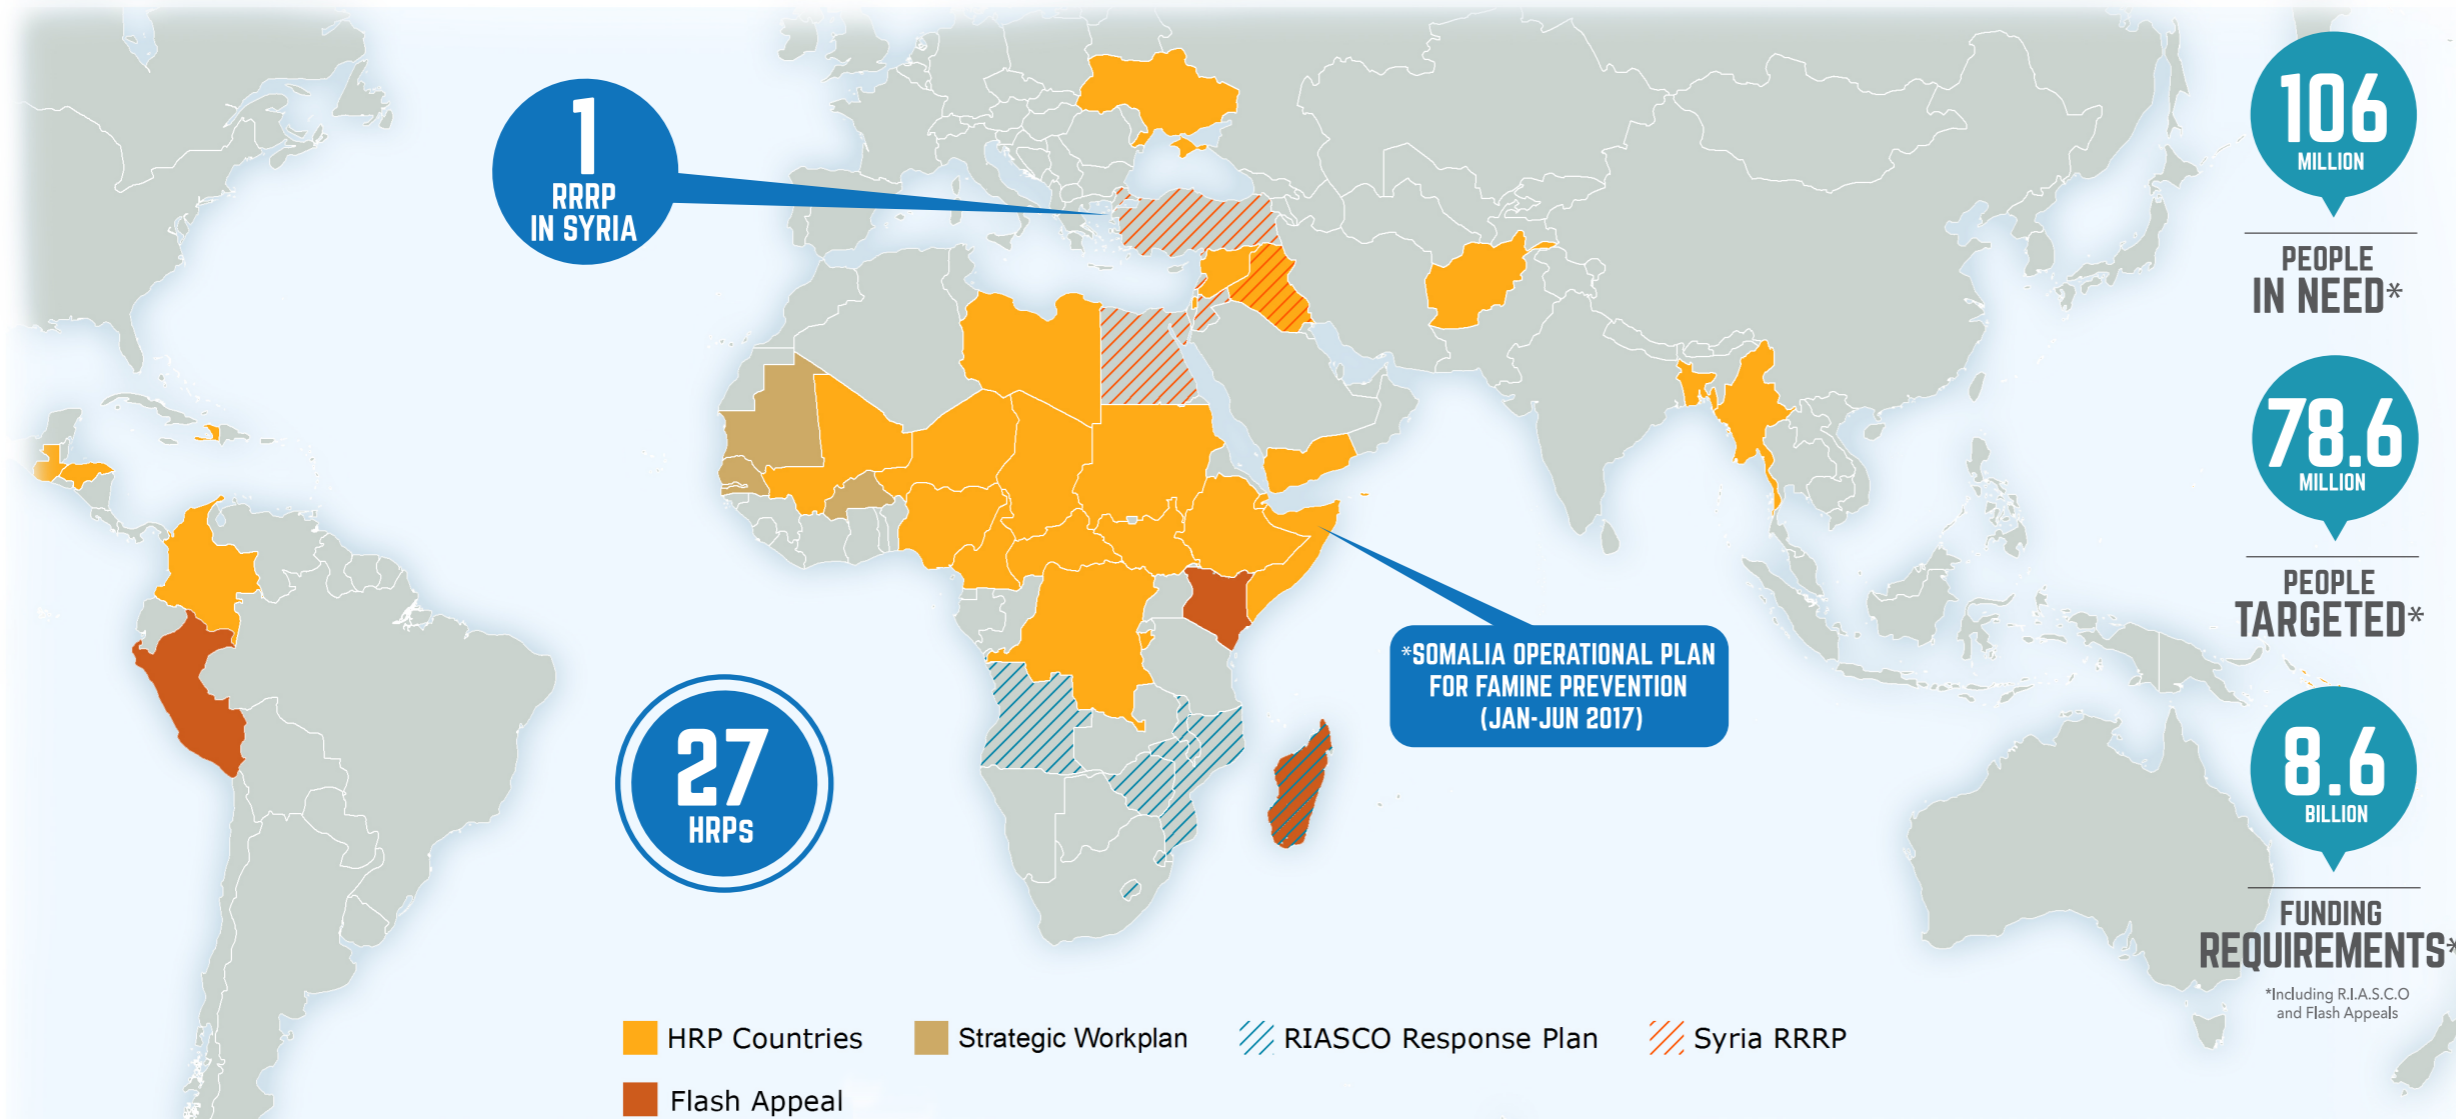 1
RRRP
IN SYRIA
106
MILLION
PEOPLE
IN NEED*
78.6
MILLION
PEOPLE
TARGETED*
*SOMALIA OPERATIONAL PLAN
FOR FAMINE PREVENTION
(JAN-JUN 2017)
27
HRPs
8.6
BILLION
FUNDING
REQUIREMENTS*
*Including R.I.A.S.C.O
and Flash Appeals
HRP Countries
Strategic Workplan
RIASCO Response Plan
Syria RRRP
Flash Appeal